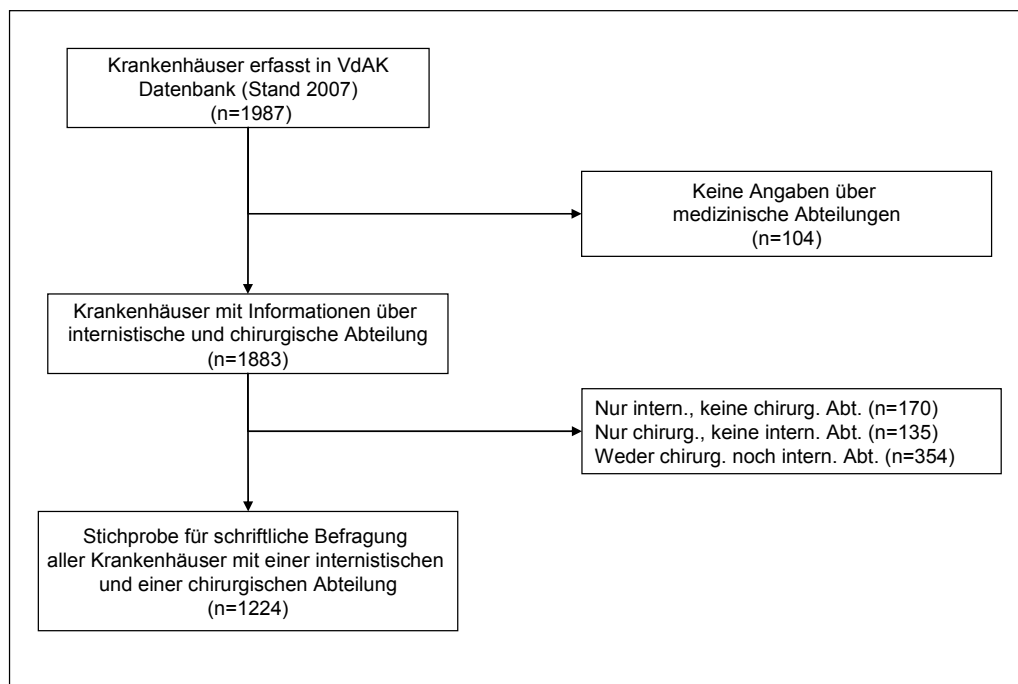 Krankenhäuser erfasst in VdAK
Datenbank (Stand 2007)
(n=1987)
Keine Angaben über
medizinische Abteilungen
(n=104)
Krankenhäuser mit Informationen über
internistische und chirurgische Abteilung
(n=1883)
Nur intern., keine chirurg. Abt. (n=170)
Nur chirurg., keine intern. Abt. (n=135)
Weder chirurg. noch intern. Abt. (n=354)
Stichprobe für schriftliche Befragung
aller Krankenhäuser mit einer internistischen
und einer chirurgischen Abteilung
(n=1224)